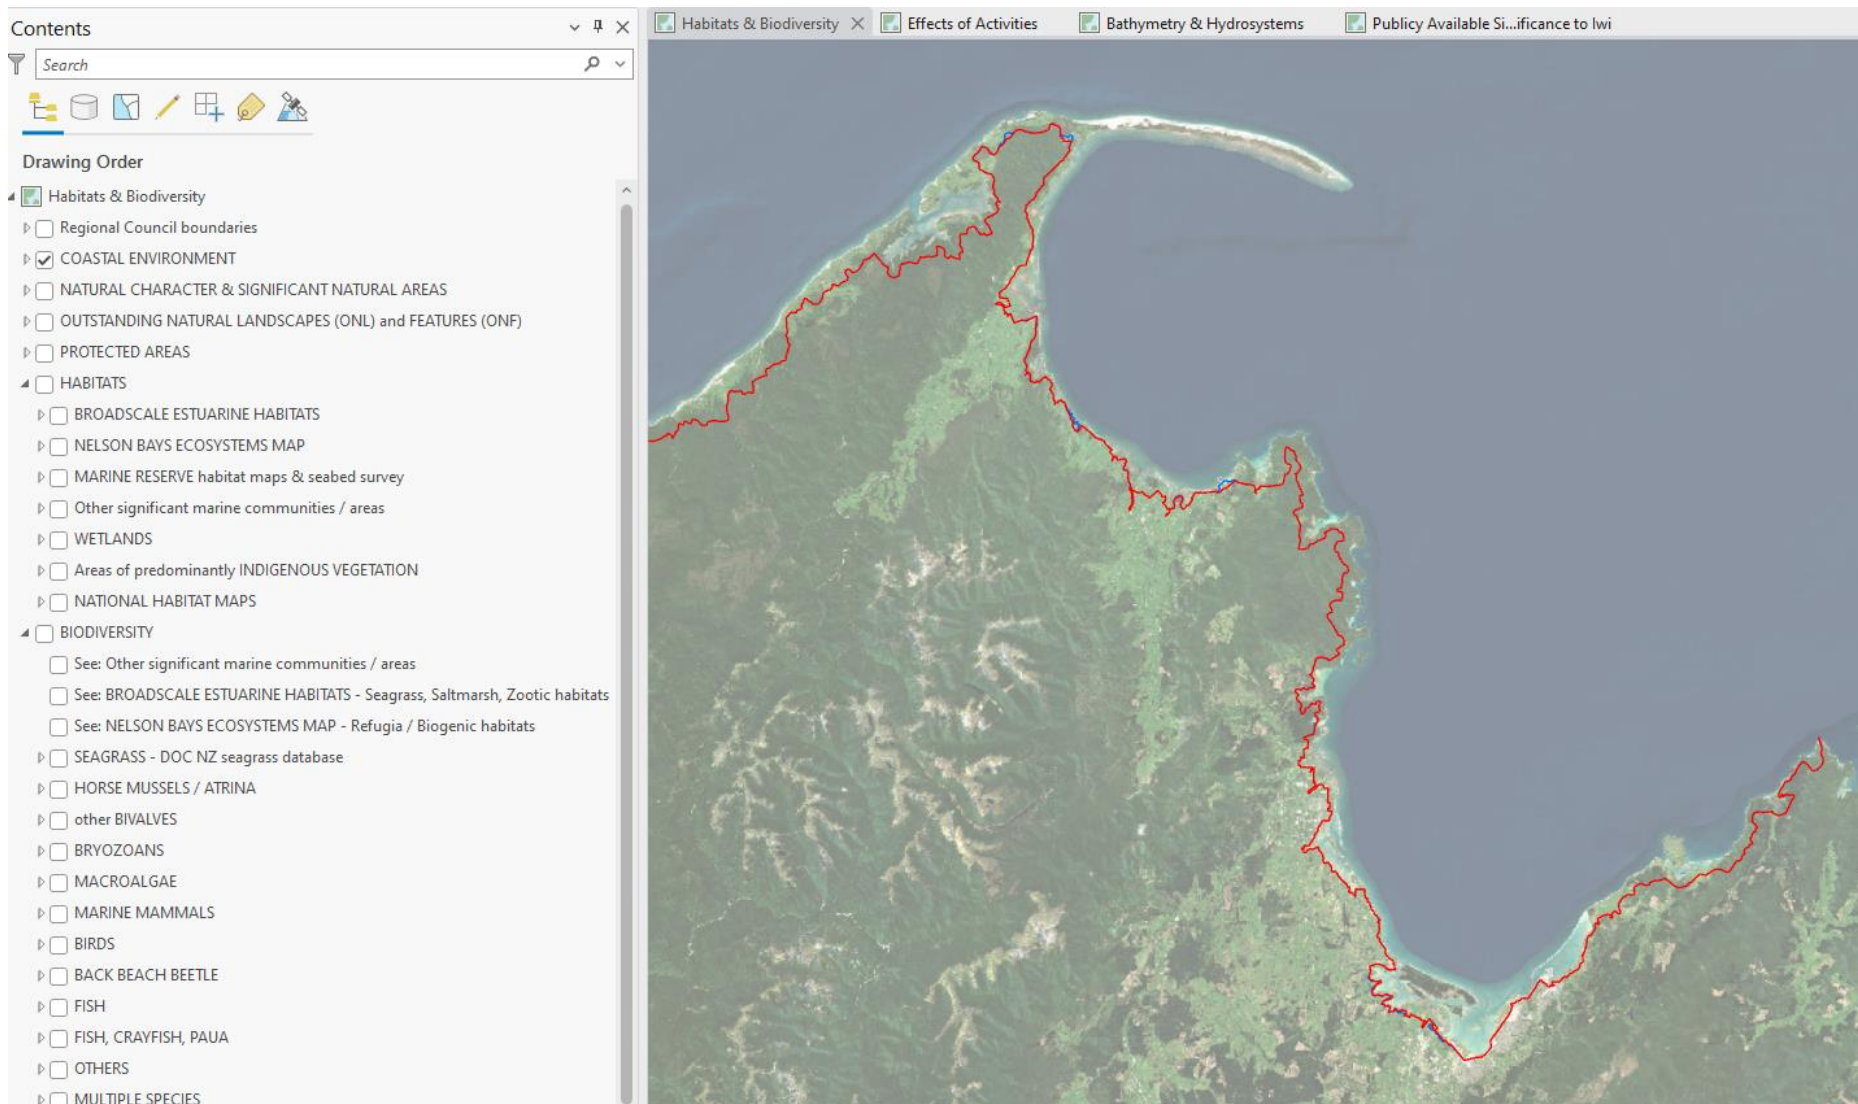 Contents
Search
Drawing Order
Habitats & Biodiversity
Regional Council boundaries
COASTAL ENVIRONMENT
NATURAL CHARACTER & SIGNIFICANT NATURAL AREAS
OUTSTANDING NATURAL LANDSCAPES (ONL) and FEATURES (ONF)
PROTECTED AREAS
HABITATS
BROADSCALE ESTUARINE HABITATS
NELSON BAYS ECOSYSTEMS MAP
MARINE RESERVE habitat maps & seabed survey
Other significant marine communities / areas
WETLANDS
Areas of predominantly INDIGENOUS VEGETATION
NATIONAL HABITAT MAPS
BIODIVERSITY
See: Other significant marine communities / areas
See: BROADSCALE ESTUARINE HABITATS - Seagrass, Saltmarsh, Zootic habitats
See: NELSON BAYS ECOSYSTEMS MAP - Refugia / Biogenic habitats
SEAGRASS - DOC NZ seagrass database
HORSE MUSSELS / ATRINA
other BIVALVES
BRYOZOANS
MACROALGAE
MARINE MAMMALS
BIRDS
BACK BEACH BEETLE
FISH
FISH, CRAYFISH, PAUA
OTHERS
MULTIPLE SPECIES
Habitats & Biodiversity
Effects of Activities
Bathymetry & Hydrosystems
Publicy Available Si...ificance to Iwi